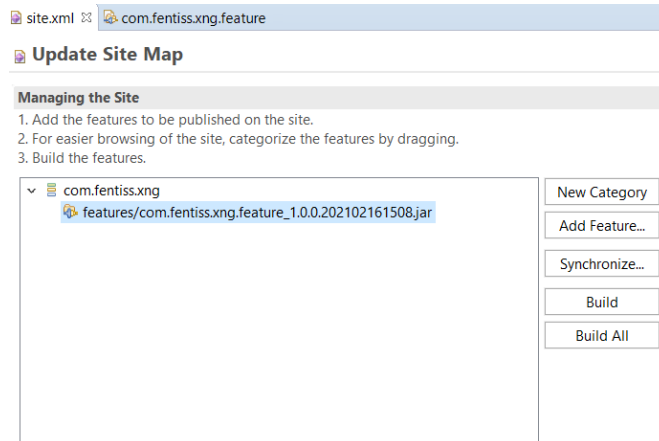 site.xml com.fentiss.xng.feature
Update Site Map
Managing the Site
1. Add the features to be published on the site.
2. For easier browsing of the site, categorize the features by dragging.
3. Build the features.
com.fentiss.xng
features/com.fentiss.xng.feature_1.0.0.202102161508.jar
New Category
Add Feature...
Synchronize...
Build
Build All